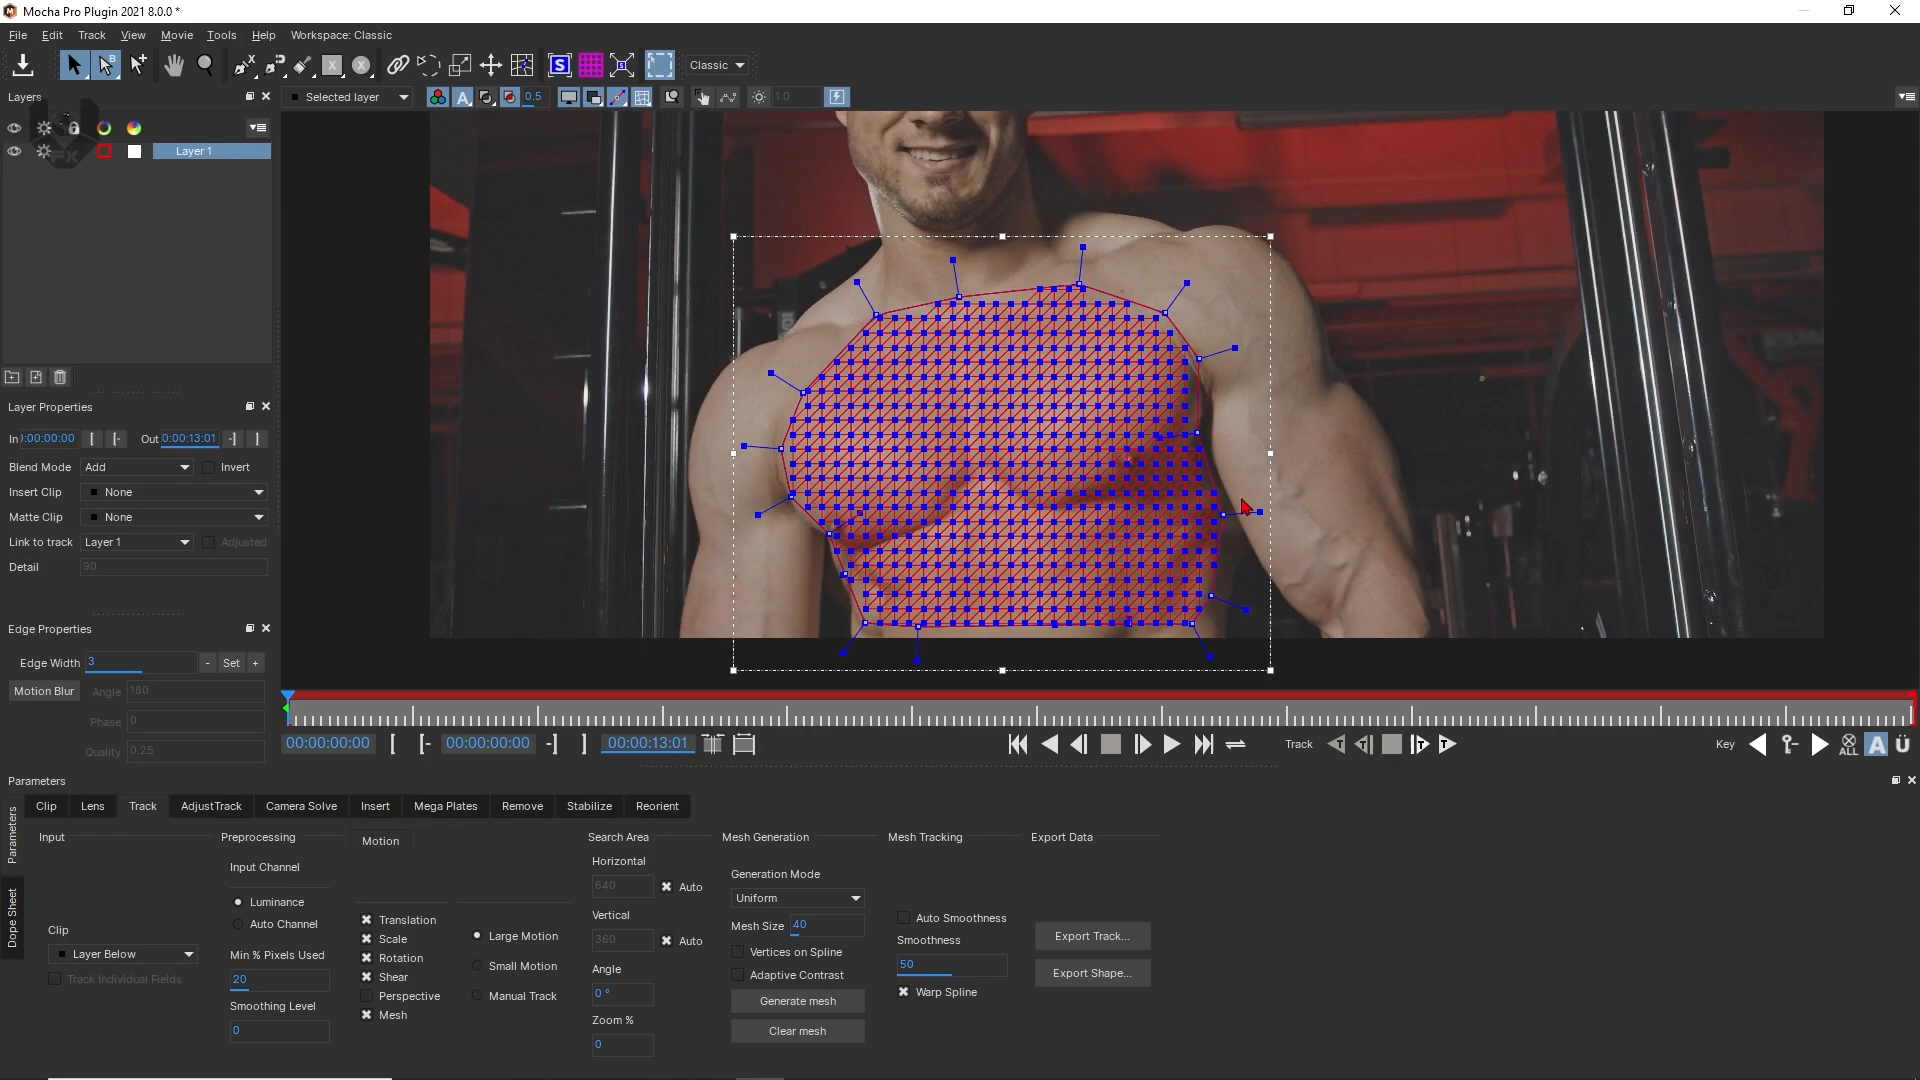 Mocha Pro Plugin 2021 8.0.0 *
File Edit Track View Movie Tools Help Workspace: Classic
Classic
Layers
Selected layer
0.5
1.0
Layer 1
Layer Properties
In 0:00:00:00 Out 0:00:13:01
Blend Mode Add Invert
Insert Clip None
Matte Clip None
Link to track Layer 1 Adjusted
Detail 90
Edge Properties
Edge Width 3 - Set +
Motion Blur Angle 180
Phase 0
Quality 0.25
00:00:00:00 00:00:00:00 00:00:13:01 Track Key ALL
Parameters
Clip Lens Track AdjustTrack Camera Solve Insert Mega Plates Remove Stabilize Reorient
Parameters
Dope Sheet
Input
Clip
Layer Below
Track Individual Fields
Preprocessing
Input Channel
Luminance
Auto Channel
Min % Pixels Used
20
Smoothing Level
0
Motion
Translation
Scale
Rotation
Shear
Perspective
Mesh
Large Motion
Small Motion
Manual Track
Search Area
Horizontal
640 Auto
Vertical
360 Auto
Angle
0 °
Zoom %
0
Mesh Generation
Generation Mode
Uniform
Mesh Size 40
Vertices on Spline
Adaptive Contrast
Generate mesh
Clear mesh
Mesh Tracking
Auto Smoothness
Smoothness
50
Warp Spline
Export Data
Export Track...
Export Shape...